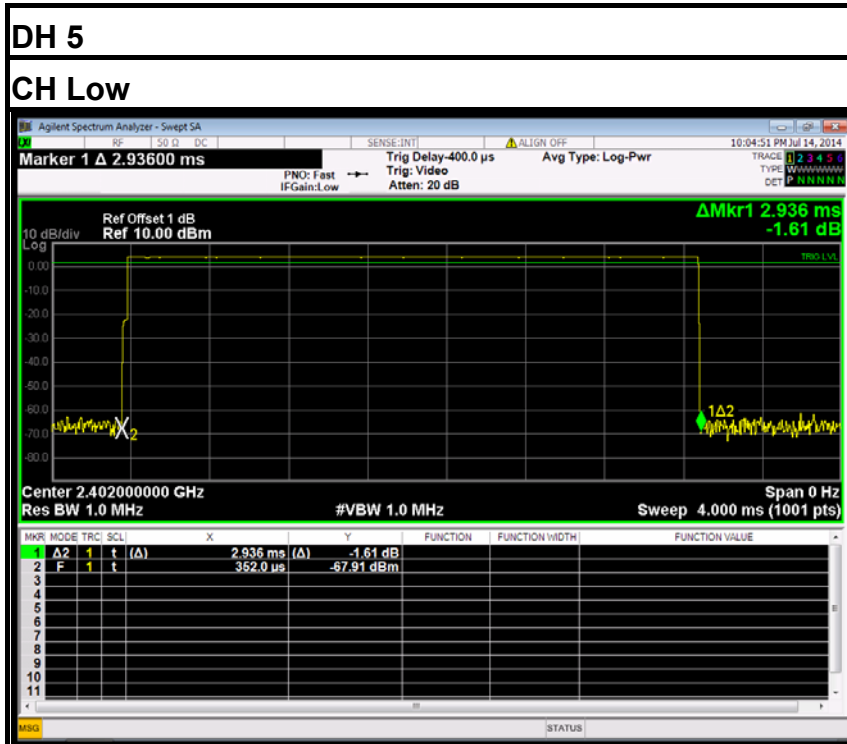 DH 5
CH Low
Agilent Spectrum Analyzer - Swept SA
RF 50 Ω DC SENSE:INT ALIGN OFF 10:04:51 PM Jul 14, 2014
Marker 1 Δ 2.93600 ms
Trig Delay-400.0 µs Avg Type: Log-Pwr
TRACE 1 2 3 4 5 6
PNO: Fast Trig: Video
TYPE WWWWWW
IFGain:Low Atten: 20 dB
DET P N N N N N
ΔMkr1 2.936 ms
-1.61 dB
Ref Offset 1 dB
10 dB/div Ref 10.00 dBm
Log
TRIG LVL
0.00
-10.0
-20.0
-30.0
-40.0
-50.0
-60.0
-70.0
-80.0
X2
1Δ2
Center 2.402000000 GHz Span 0 Hz
Res BW 1.0 MHz #VBW 1.0 MHz Sweep 4.000 ms (1001 pts)
MKR MODE TRC SCL X Y FUNCTION FUNCTION WIDTH FUNCTION VALUE
1 Δ2 1 t (Δ) 2.936 ms (Δ) -1.61 dB
2 F 1 t 352.0 µs -67.91 dBm
3
4
5
6
7
8
9
10
11
MSG STATUS